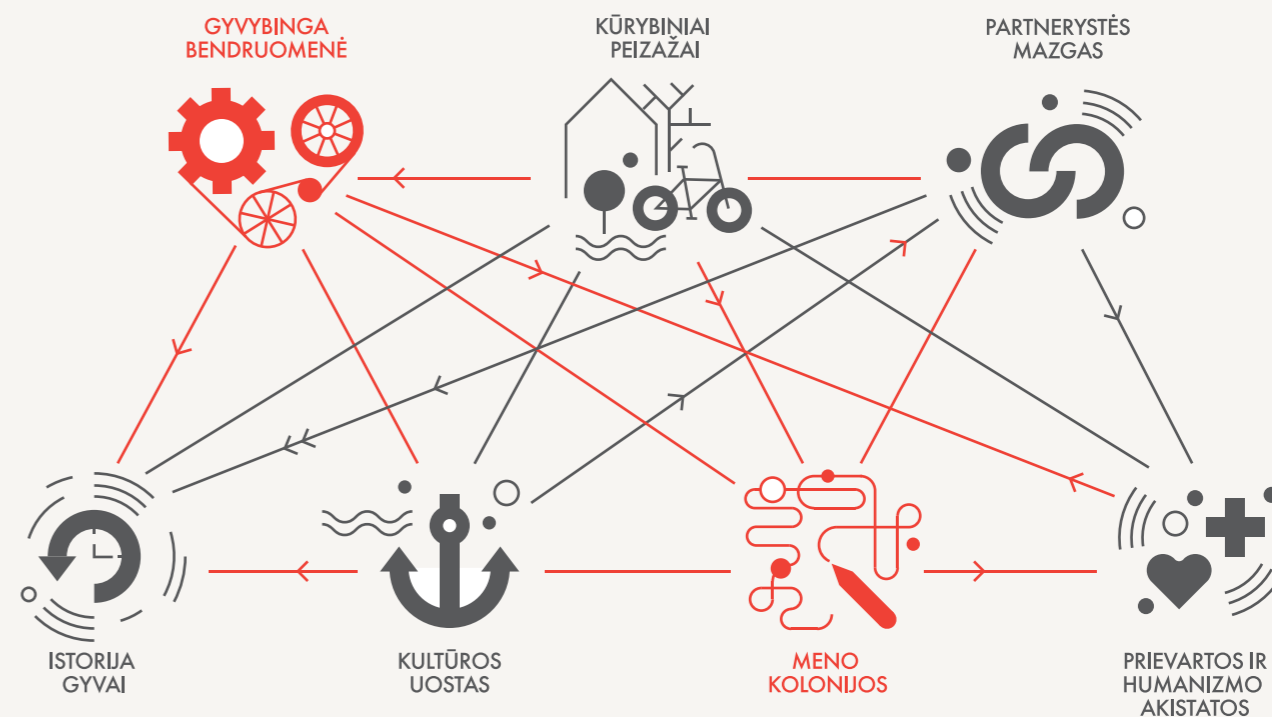 GYVYBINGA
BENDRUOMENĖ
KŪRYBINIAI
PEIZAŽAI
PARTNERYSTĖS
MAZGAS
ISTORIJA
GYVAI
KULTŪROS
UOSTAS
MENO
KOLONIJOS
PRIEVARTOS IR
HUMANIZMO
AKISTATOS